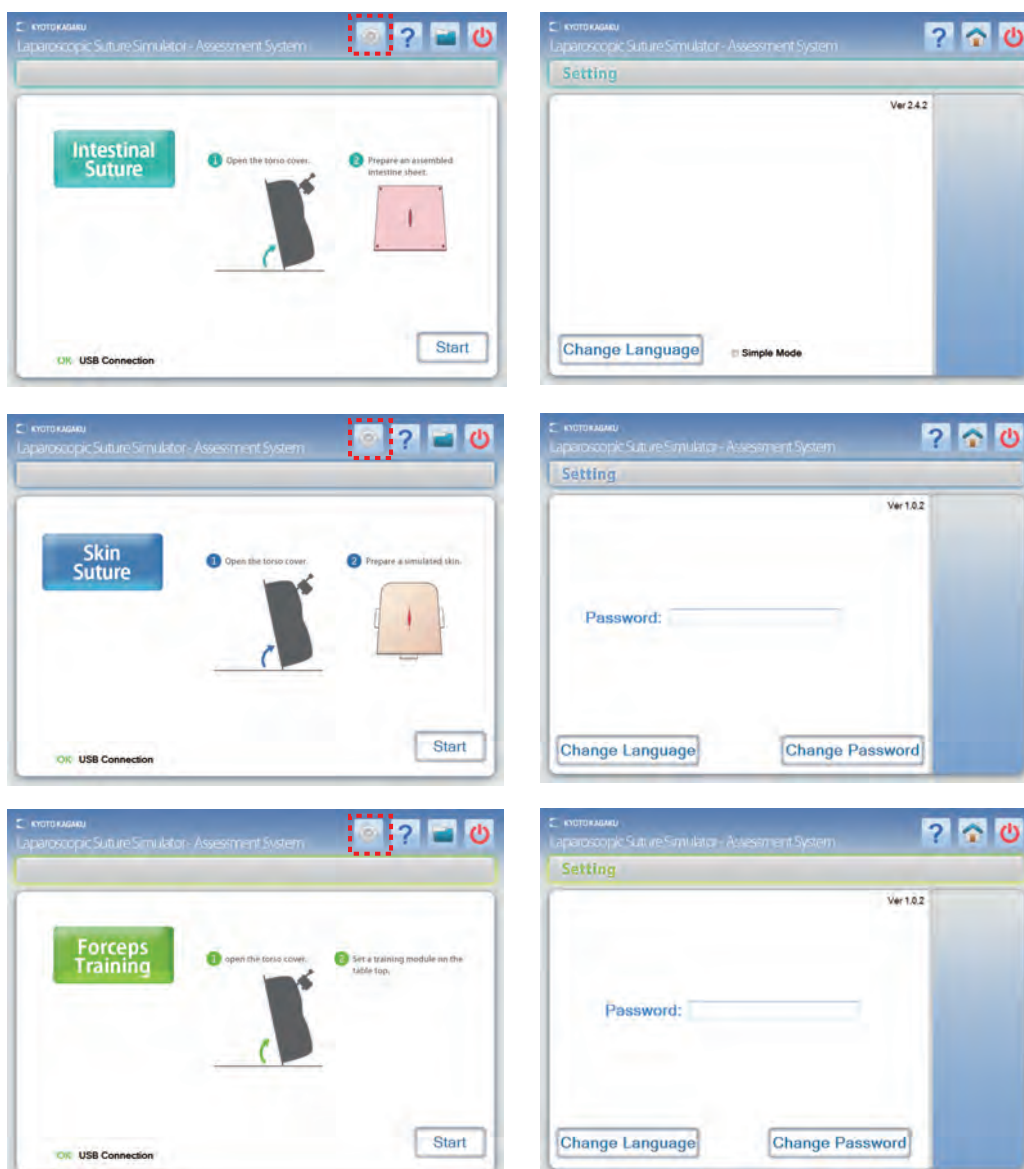 KYOTO KAGAKU
Laparoscopic Suture Simulator - Assessment System
?
Intestinal
Suture
1 Open the torso cover.
2 Prepare an assembled
intestine sheet.
OK USB Connection
Start
KYOTO KAGAKU
Laparoscopic Suture Simulator - Assessment System
?
Setting
Ver 2.4.2
Change Language
Simple Mode
KYOTO KAGAKU
Laparoscopic Suture Simulator - Assessment System
?
Skin
Suture
1 Open the torso cover.
2 Prepare a simulated skin.
OK USB Connection
Start
KYOTO KAGAKU
Laparoscopic Suture Simulator - Assessment System
?
Setting
Ver 1.0.2
Password:
Change Language
Change Password
KYOTO KAGAKU
Laparoscopic Suture Simulator - Assessment System
?
Forceps
Training
1 open the torso cover.
2 Set a training module on the
table top.
OK USB Connection
Start
KYOTO KAGAKU
Laparoscopic Suture Simulator - Assessment System
?
Setting
Ver 1.0.2
Password:
Change Language
Change Password